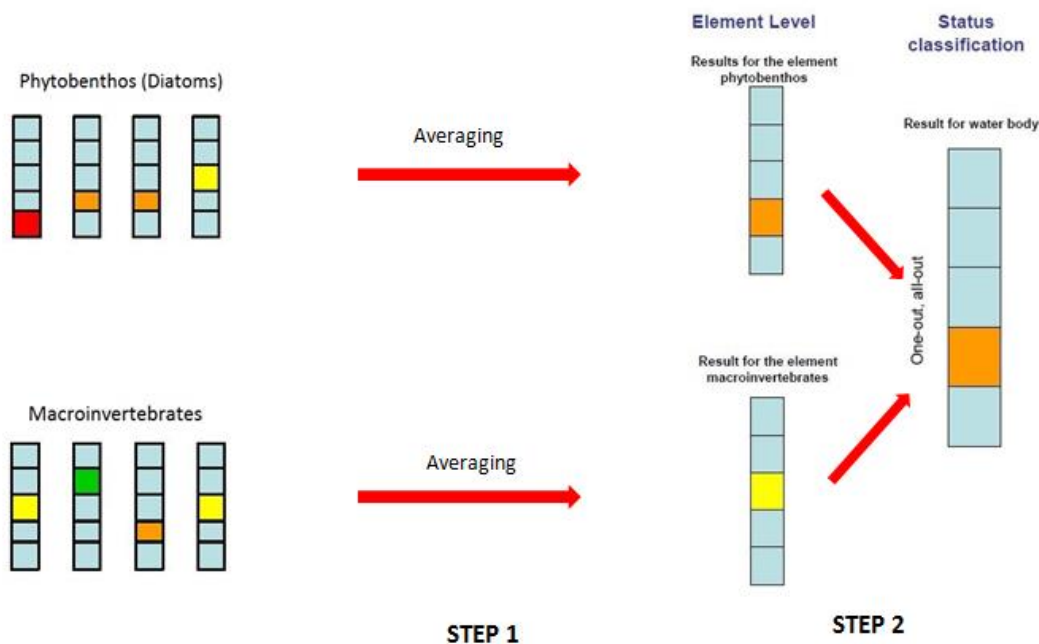 Element Level
Status
classification
Phytobenthos (Diatoms)
Results for the element
phytobenthos
Averaging
Result for water body
One-out, all-out
Macroinvertebrates
Result for the element
macroinvertebrates
Averaging
STEP 1
STEP 2